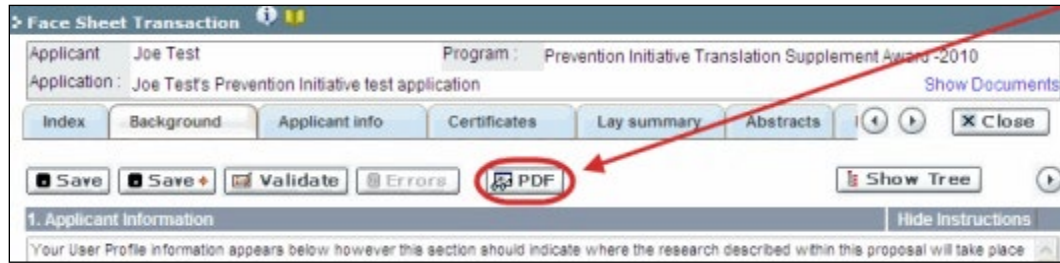 Face Sheet Transaction
Applicant Joe Test Program : Prevention Initiative Translation Supplement Award -2010
Application : Joe Test's Prevention Initiative test application Show Documents
Index Background Applicant info Certificates Lay summary Abstracts Close
Save Save Validate Errors PDF Show Tree
1. Applicant Information Hide Instructions
Your User Profile information appears below however this section should indicate where the research described within this proposal will take place